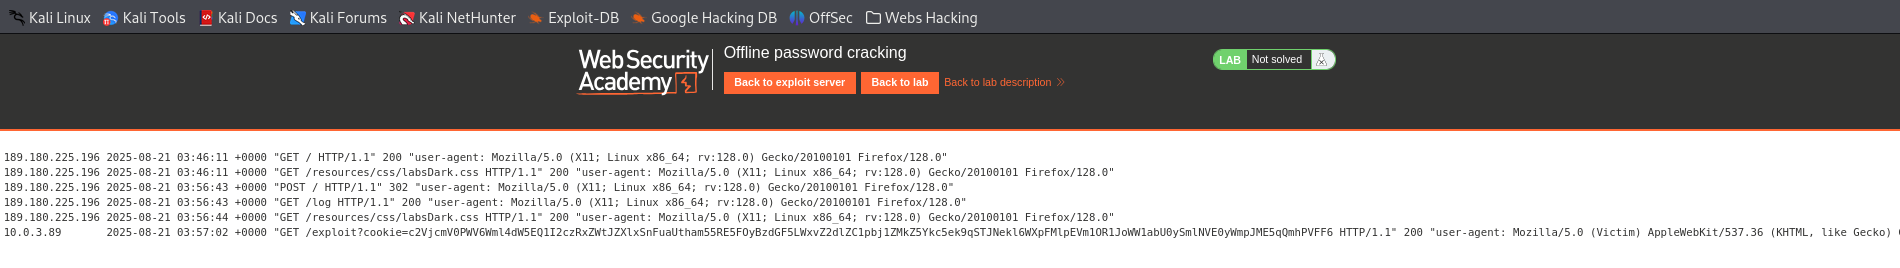 Kali Linux Kali Tools Kali Docs Kali Forums Kali NetHunter Exploit-DB Google Hacking DB OffSec Webs Hacking
Web Security Academy
Offline password cracking
Back to exploit server Back to lab Back to lab description
LAB Not solved
189.180.225.196 2025-08-21 03:46:11 +0000 "GET / HTTP/1.1" 200 "user-agent: Mozilla/5.0 (X11; Linux x86_64; rv:128.0) Gecko/20100101 Firefox/128.0"
189.180.225.196 2025-08-21 03:46:11 +0000 "GET /resources/css/labsDark.css HTTP/1.1" 200 "user-agent: Mozilla/5.0 (X11; Linux x86_64; rv:128.0) Gecko/20100101 Firefox/128.0"
189.180.225.196 2025-08-21 03:56:43 +0000 "POST / HTTP/1.1" 302 "user-agent: Mozilla/5.0 (X11; Linux x86_64; rv:128.0) Gecko/20100101 Firefox/128.0"
189.180.225.196 2025-08-21 03:56:43 +0000 "GET /log HTTP/1.1" 200 "user-agent: Mozilla/5.0 (X11; Linux x86_64; rv:128.0) Gecko/20100101 Firefox/128.0"
189.180.225.196 2025-08-21 03:56:44 +0000 "GET /resources/css/labsDark.css HTTP/1.1" 200 "user-agent: Mozilla/5.0 (X11; Linux x86_64; rv:128.0) Gecko/20100101 Firefox/128.0"
10.0.3.89 2025-08-21 03:57:02 +0000 "GET HTTP/1.1" 200 "user-agent: Mozilla/5.0 (Victim) AppleWebKit/537.36 (KHTML, like Gecko)